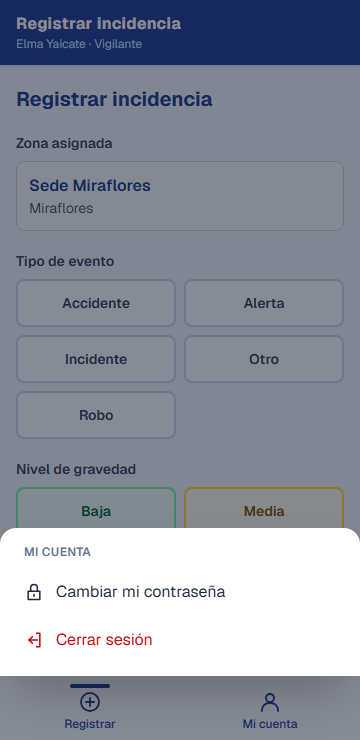 Registrar incidencia
Elma Yaicate · Vigilante
Registrar incidencia
Zona asignada
Sede Miraflores
Miraflores
Tipo de evento
Accidente
Alerta
Incidente
Otro
Robo
Nivel de gravedad
Baja
Media
MI CUENTA
Cambiar mi contraseña
Cerrar sesión
Registrar
Mi cuenta